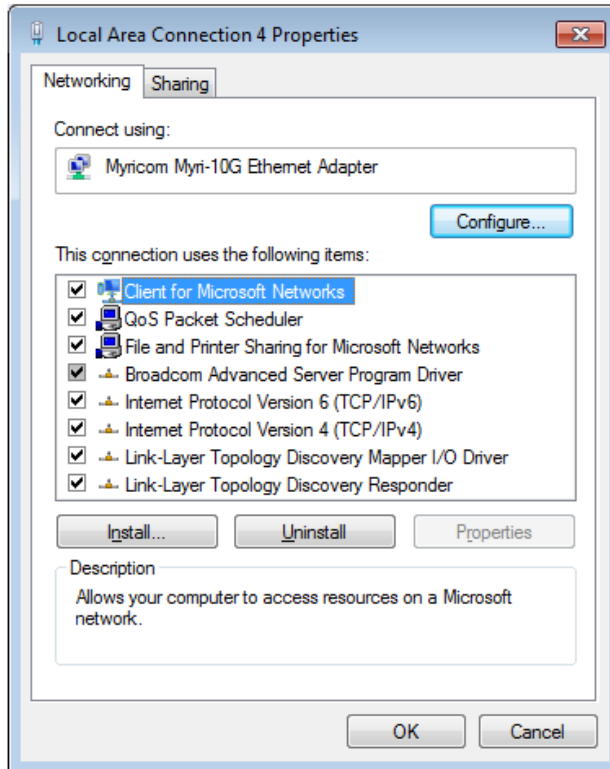 Local Area Connection 4 Properties
Networking
Sharing
Connect using:
Myricom Myri-10G Ethernet Adapter
Configure...
This connection uses the following items:
Client for Microsoft Networks
QoS Packet Scheduler
File and Printer Sharing for Microsoft Networks
Broadcom Advanced Server Program Driver
Internet Protocol Version 6 (TCP/IPv6)
Internet Protocol Version 4 (TCP/IPv4)
Link-Layer Topology Discovery Mapper I/O Driver
Link-Layer Topology Discovery Responder
Install...
Uninstall
Properties
Description
Allows your computer to access resources on a Microsoft
network.
OK
Cancel